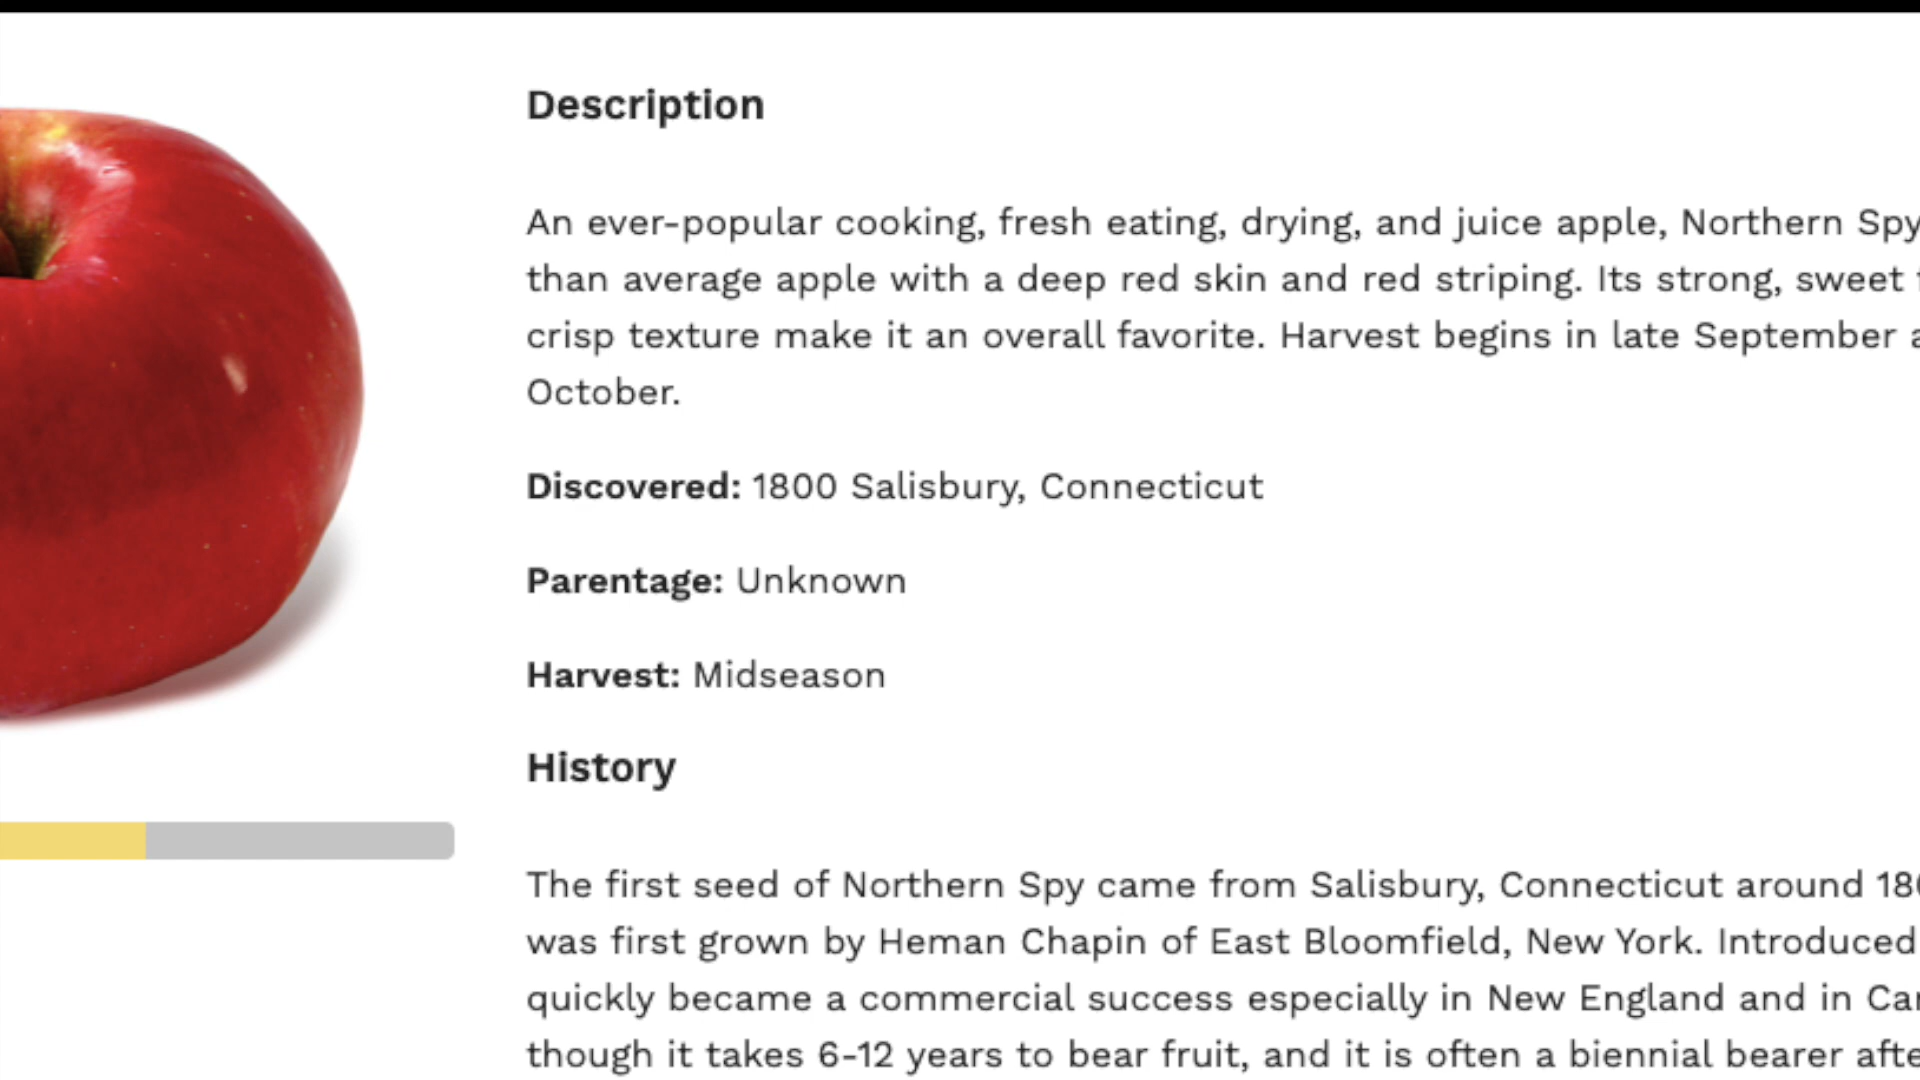 Description
An ever-popular cooking, fresh eating, drying, and juice apple, Northern Spy
than average apple with a deep red skin and red striping. Its strong, sweet
crisp texture make it an overall favorite. Harvest begins in late September
October.
Discovered: 1800 Salisbury, Connecticut
Parentage: Unknown
Harvest: Midseason
History
The first seed of Northern Spy came from Salisbury, Connecticut around
was first grown by Heman Chapin of East Bloomfield, New York. Introduced
quickly became a commercial success especially in New England and in
though it takes 6-12 years to bear fruit, and it is often a biennial bearer